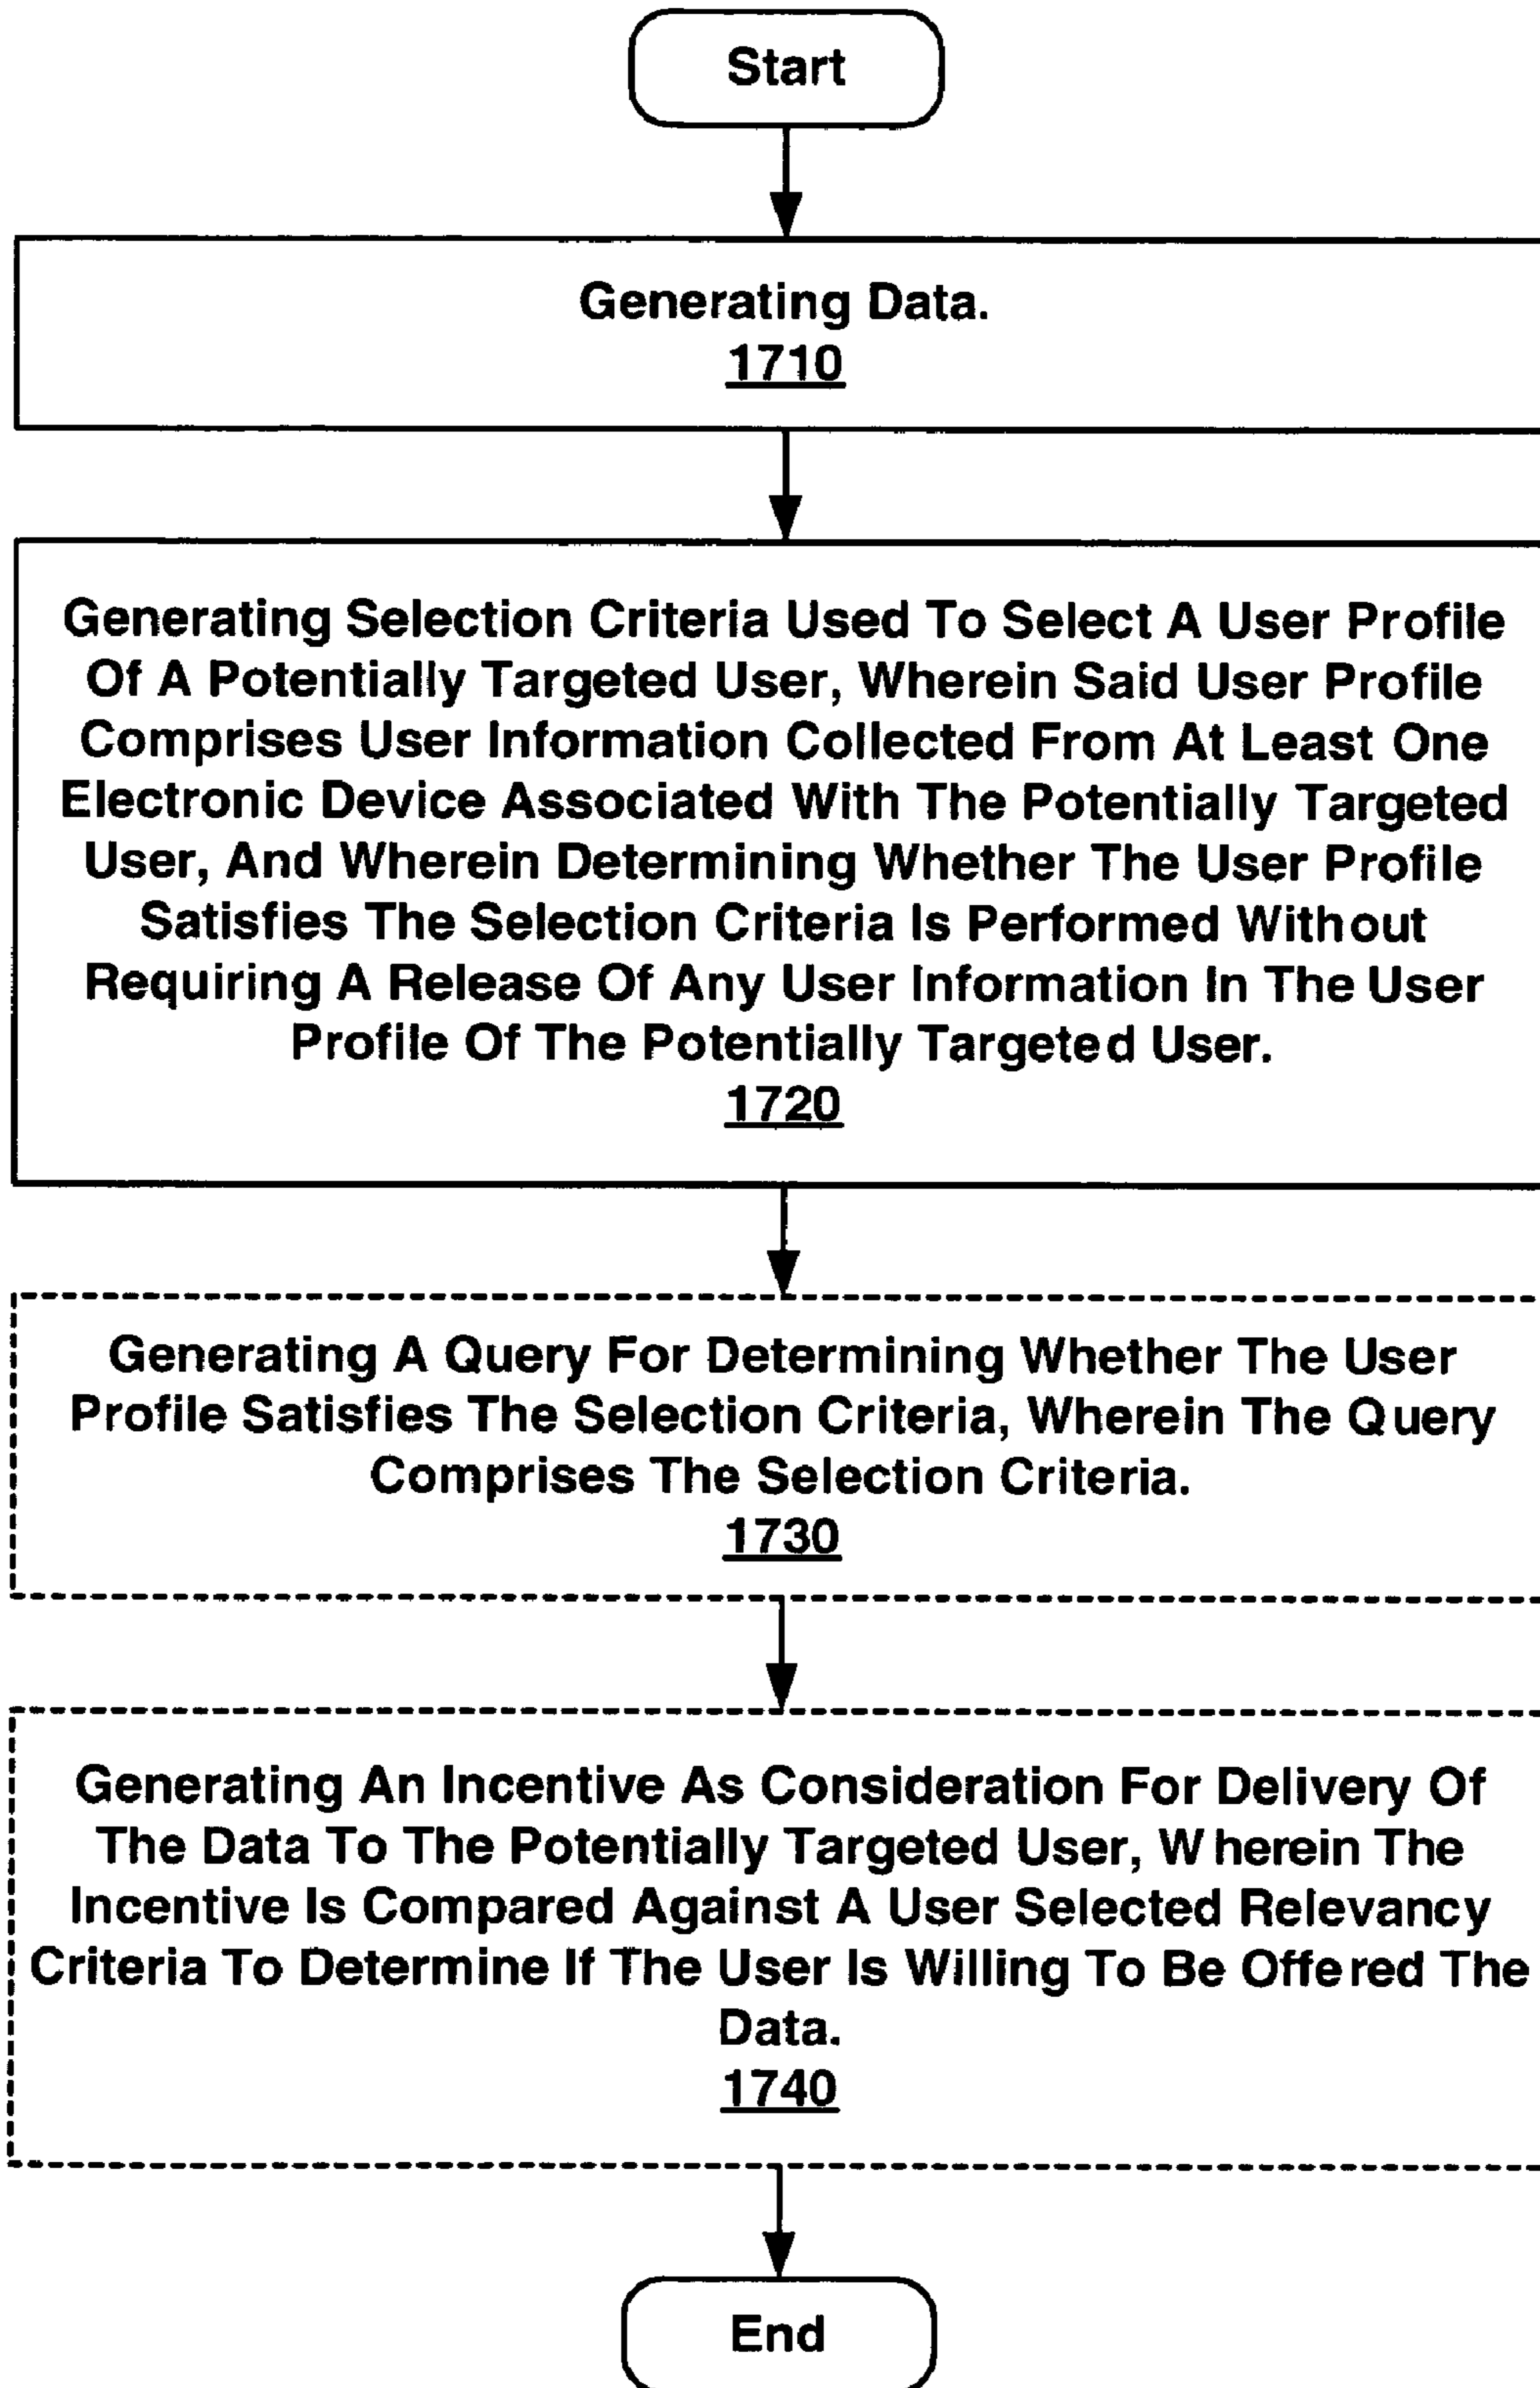 Start
Generating Data.
1710
Generating Selection Criteria Used To Select A User Profile
Of A Potentially Targeted User, Wherein Said User Profile
Comprises User Information Collected From At Least One
Electronic Device Associated With The Potentially Targeted
User, And Wherein Determining Whether The User Profile
Satisfies The Selection Criteria Is Performed Without
Requiring A Release Of Any User Information In The User
Profile Of The Potentially Targeted User.
1720
Generating A Query For Determining Whether The User
Profile Satisfies The Selection Criteria, Wherein The Query
Comprises The Selection Criteria.
1730
Generating An Incentive As Consideration For Delivery Of
The Data To The Potentially Targeted User, Wherein The
Incentive Is Compared Against A User Selected Relevancy
Criteria To Determine If The User Is Willing To Be Offered The
Data.
1740
End